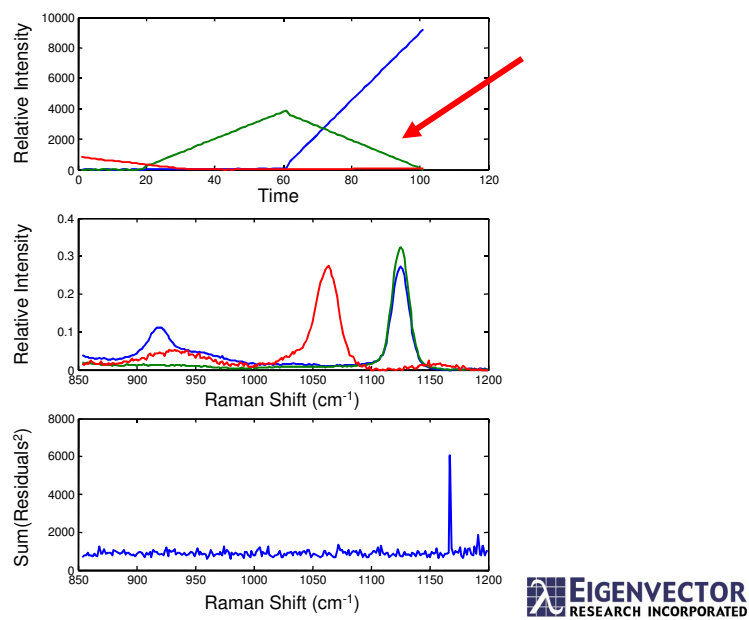 10000
8000
6000
4000
2000
0
Relative Intensity
0 20 40 60 80 100 120
Time
0.4
0.3
0.2
0.1
0
Relative Intensity
850 900 950 1000 1050 1100 1150 1200
Raman Shift (cm⁻¹)
8000
6000
4000
2000
0
Sum(Residuals²)
850 900 950 1000 1050 1100 1150 1200
Raman Shift (cm⁻¹)
λ
EIGENVECTOR
RESEARCH INCORPORATED